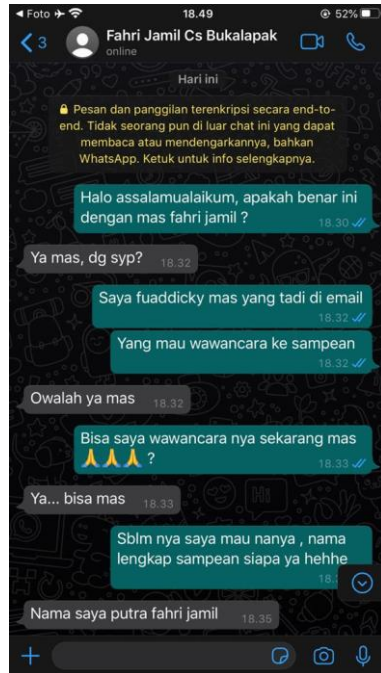 Foto
18.49
52%
3
Fahri Jamil Cs Bukalapak
online
Hari ini
Pesan dan panggilan terenkripsi secara end-to-
end. Tidak seorang pun di luar chat ini yang dapat
membaca atau mendengarkannya, bahkan
WhatsApp. Ketuk untuk info selengkapnya.
Halo assalamualaikum, apakah benar ini
dengan mas fahri jamil ?
18.30
Ya mas, dg syp?
18.32
Saya fuaddicky mas yang tadi di email
18.32
Yang mau wawancara ke sampean
18.32
Owalah ya mas
18.32
Bisa saya wawancara nya sekarang mas
🙏🙏🙏 ?
18.33
Ya... bisa mas
18.33
Sblm nya saya mau nanya , nama
lengkap sampean siapa ya hehhe
Nama saya putra fahri jamil
18.35